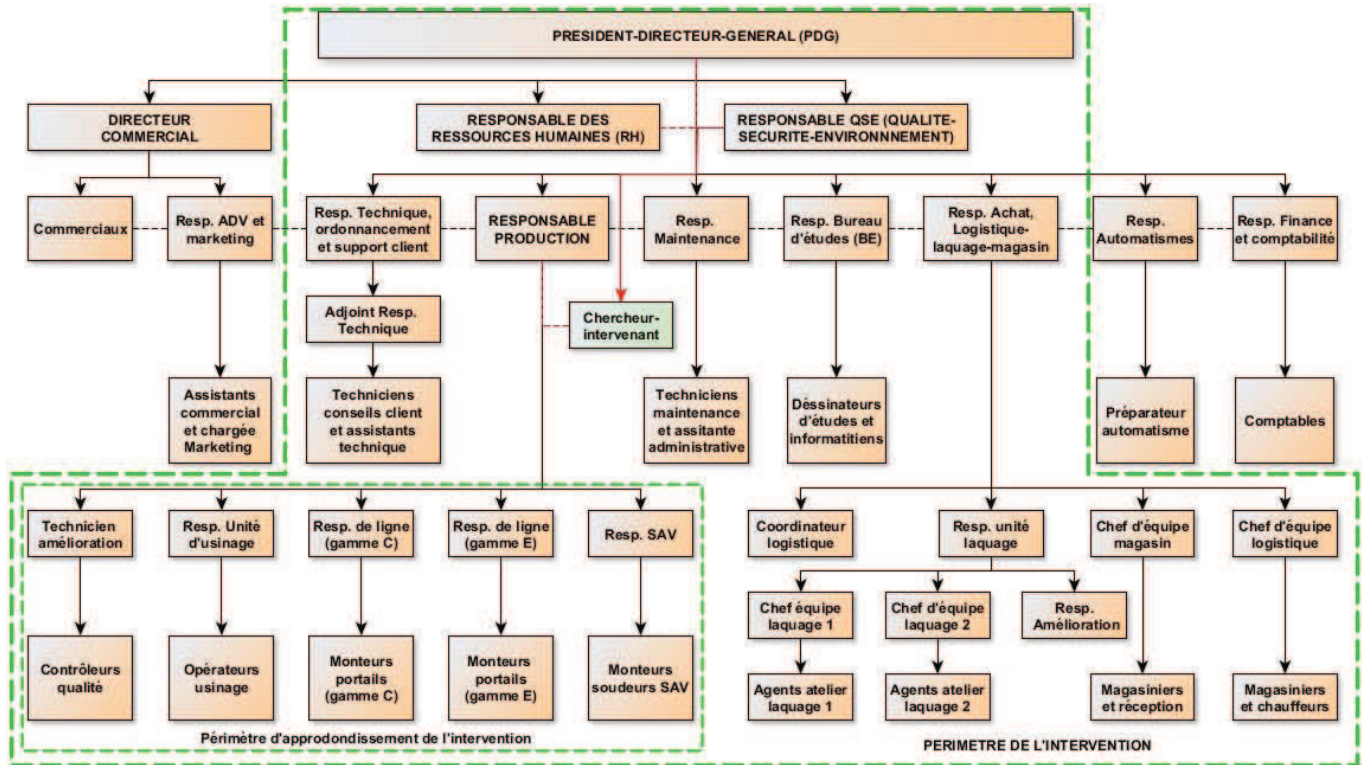 PRESIDENT-DIRECTEUR-GENERAL (PDG)
DIRECTEUR
COMMERCIAL
RESPONSABLE DES
RESSOURCES HUMAINES (RH)
RESPONSABLE QSE (QUALITE-
SECURITE-ENVIRONNNEMENT)
Commerciaux
Resp. ADV et
marketing
Resp. Technique,
ordonnancement
et support client
RESPONSABLE
PRODUCTION
Resp.
Maintenance
Resp. Bureau
d'études (BE)
Resp. Achat,
Logistique-
laquage-magasin
Resp.
Automatismes
Resp. Finance
et comptabilité
Adjoint Resp.
Technique
Chercheur-
intervenant
Assistants
commercial
et chargée
Marketing
Techniciens
conseils client
et assistants
technique
Techniciens
maintenance
et assitante
administrative
Déssinateurs
d'études et
informatitiens
Préparateur
automatisme
Comptables
Technicien
amélioration
Resp. Unité
d'usinage
Resp. de ligne
(gamme C)
Resp. de ligne
(gamme E)
Resp. SAV
Coordinateur
logistique
Resp. unité
laquage
Chef d'équipe
magasin
Chef d'équipe
logistique
Chef équipe
laquage 1
Chef d'équipe
laquage 2
Resp.
Amélioration
Contrôleurs
qualité
Opérateurs
usinage
Monteurs
portails
(gamme C)
Monteurs
portails
(gamme E)
Monteurs
soudeurs SAV
Agents atelier
laquage 1
Agents atelier
laquage 2
Magasiniers
et réception
Magasiniers
et chauffeurs
Périmètre d'approdondissement de l'intervention
PERIMETRE DE L'INTERVENTION